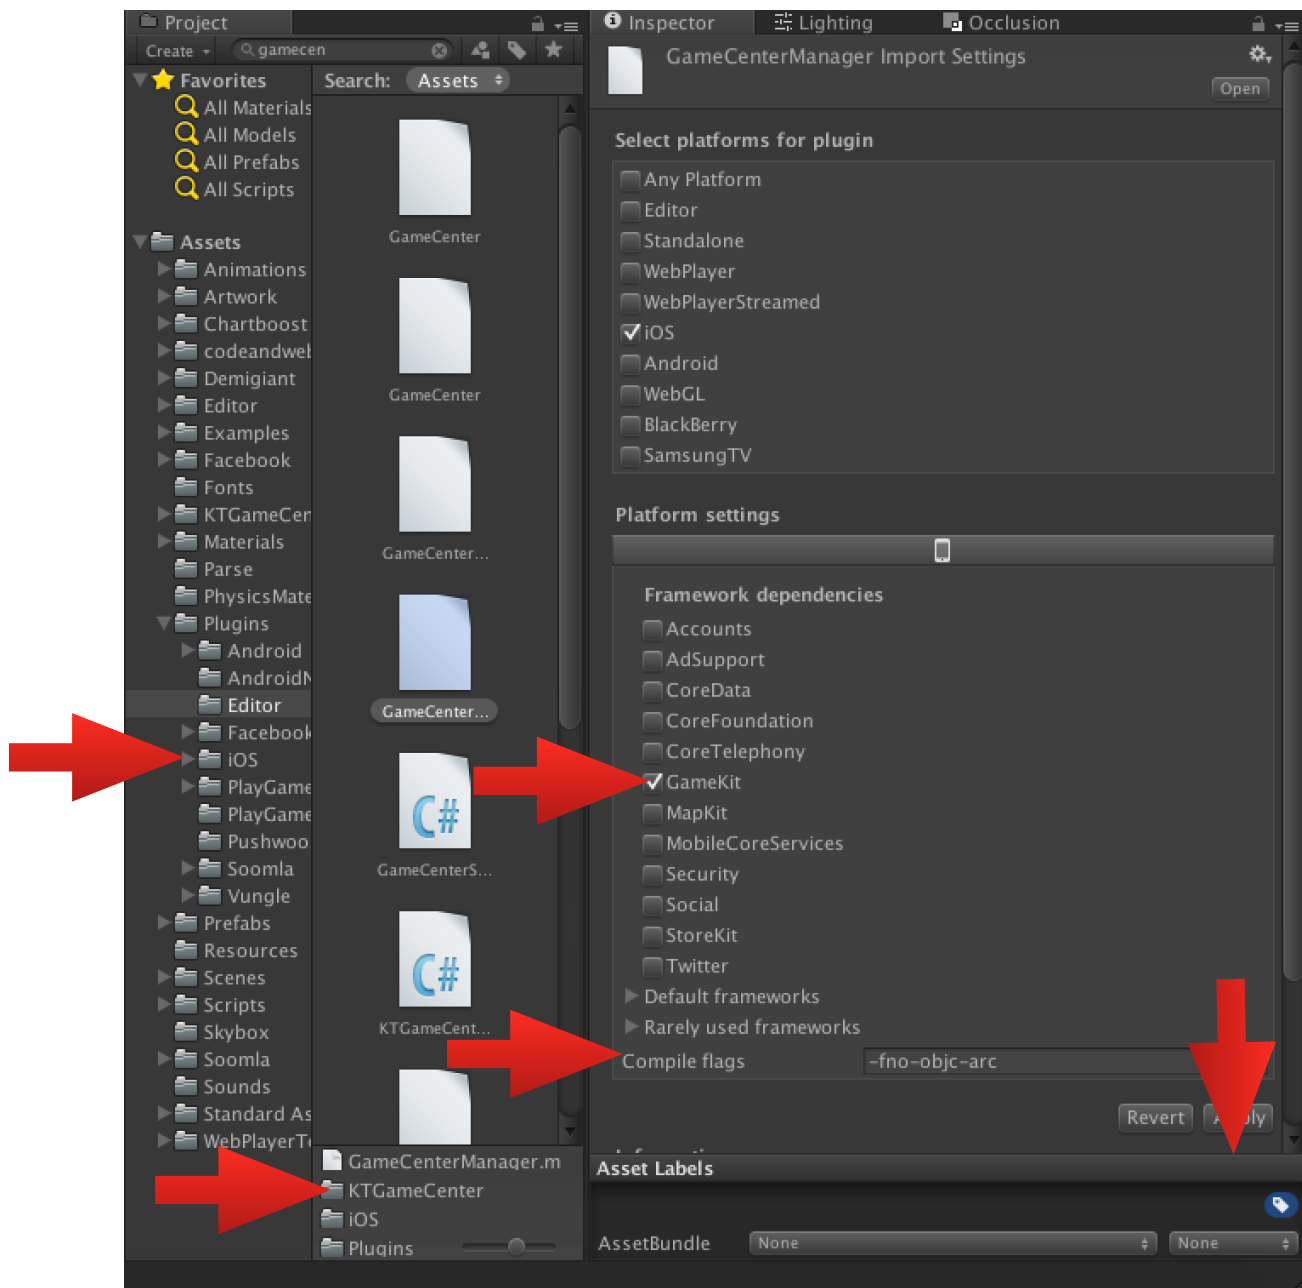 Project
Create
gamecen
Favorites
All Materials
All Models
All Prefabs
All Scripts
Assets
Animations
Artwork
Chartboost
codeandweb
Demigiant
Editor
Examples
Facebook
Fonts
KTGameCen
Materials
Parse
PhysicsMate
Plugins
Android
AndroidN
Editor
Facebook
iOS
PlayGame
PlayGame
Pushwoo
Soomla
Vungle
Prefabs
Resources
Scenes
Scripts
Skybox
Soomla
Sounds
Standard As
WebPlayerTe
Search: Assets
GameCenter
GameCenter
GameCenter...
GameCenter...
C#
GameCenterS...
C#
KTGameCent...
GameCenterManager.m
KTGameCenter
iOS
Plugins
Inspector Lighting Occlusion
GameCenterManager Import Settings
Open
Select platforms for plugin
Any Platform
Editor
Standalone
WebPlayer
WebPlayerStreamed
iOS
Android
WebGL
BlackBerry
SamsungTV
Platform settings
Framework dependencies
Accounts
AdSupport
CoreData
CoreFoundation
CoreTelephony
GameKit
MapKit
MobileCoreServices
Security
Social
StoreKit
Twitter
Default frameworks
Rarely used frameworks
Compile flags -fno-objc-arc
Revert Apply
Asset Labels
AssetBundle None None